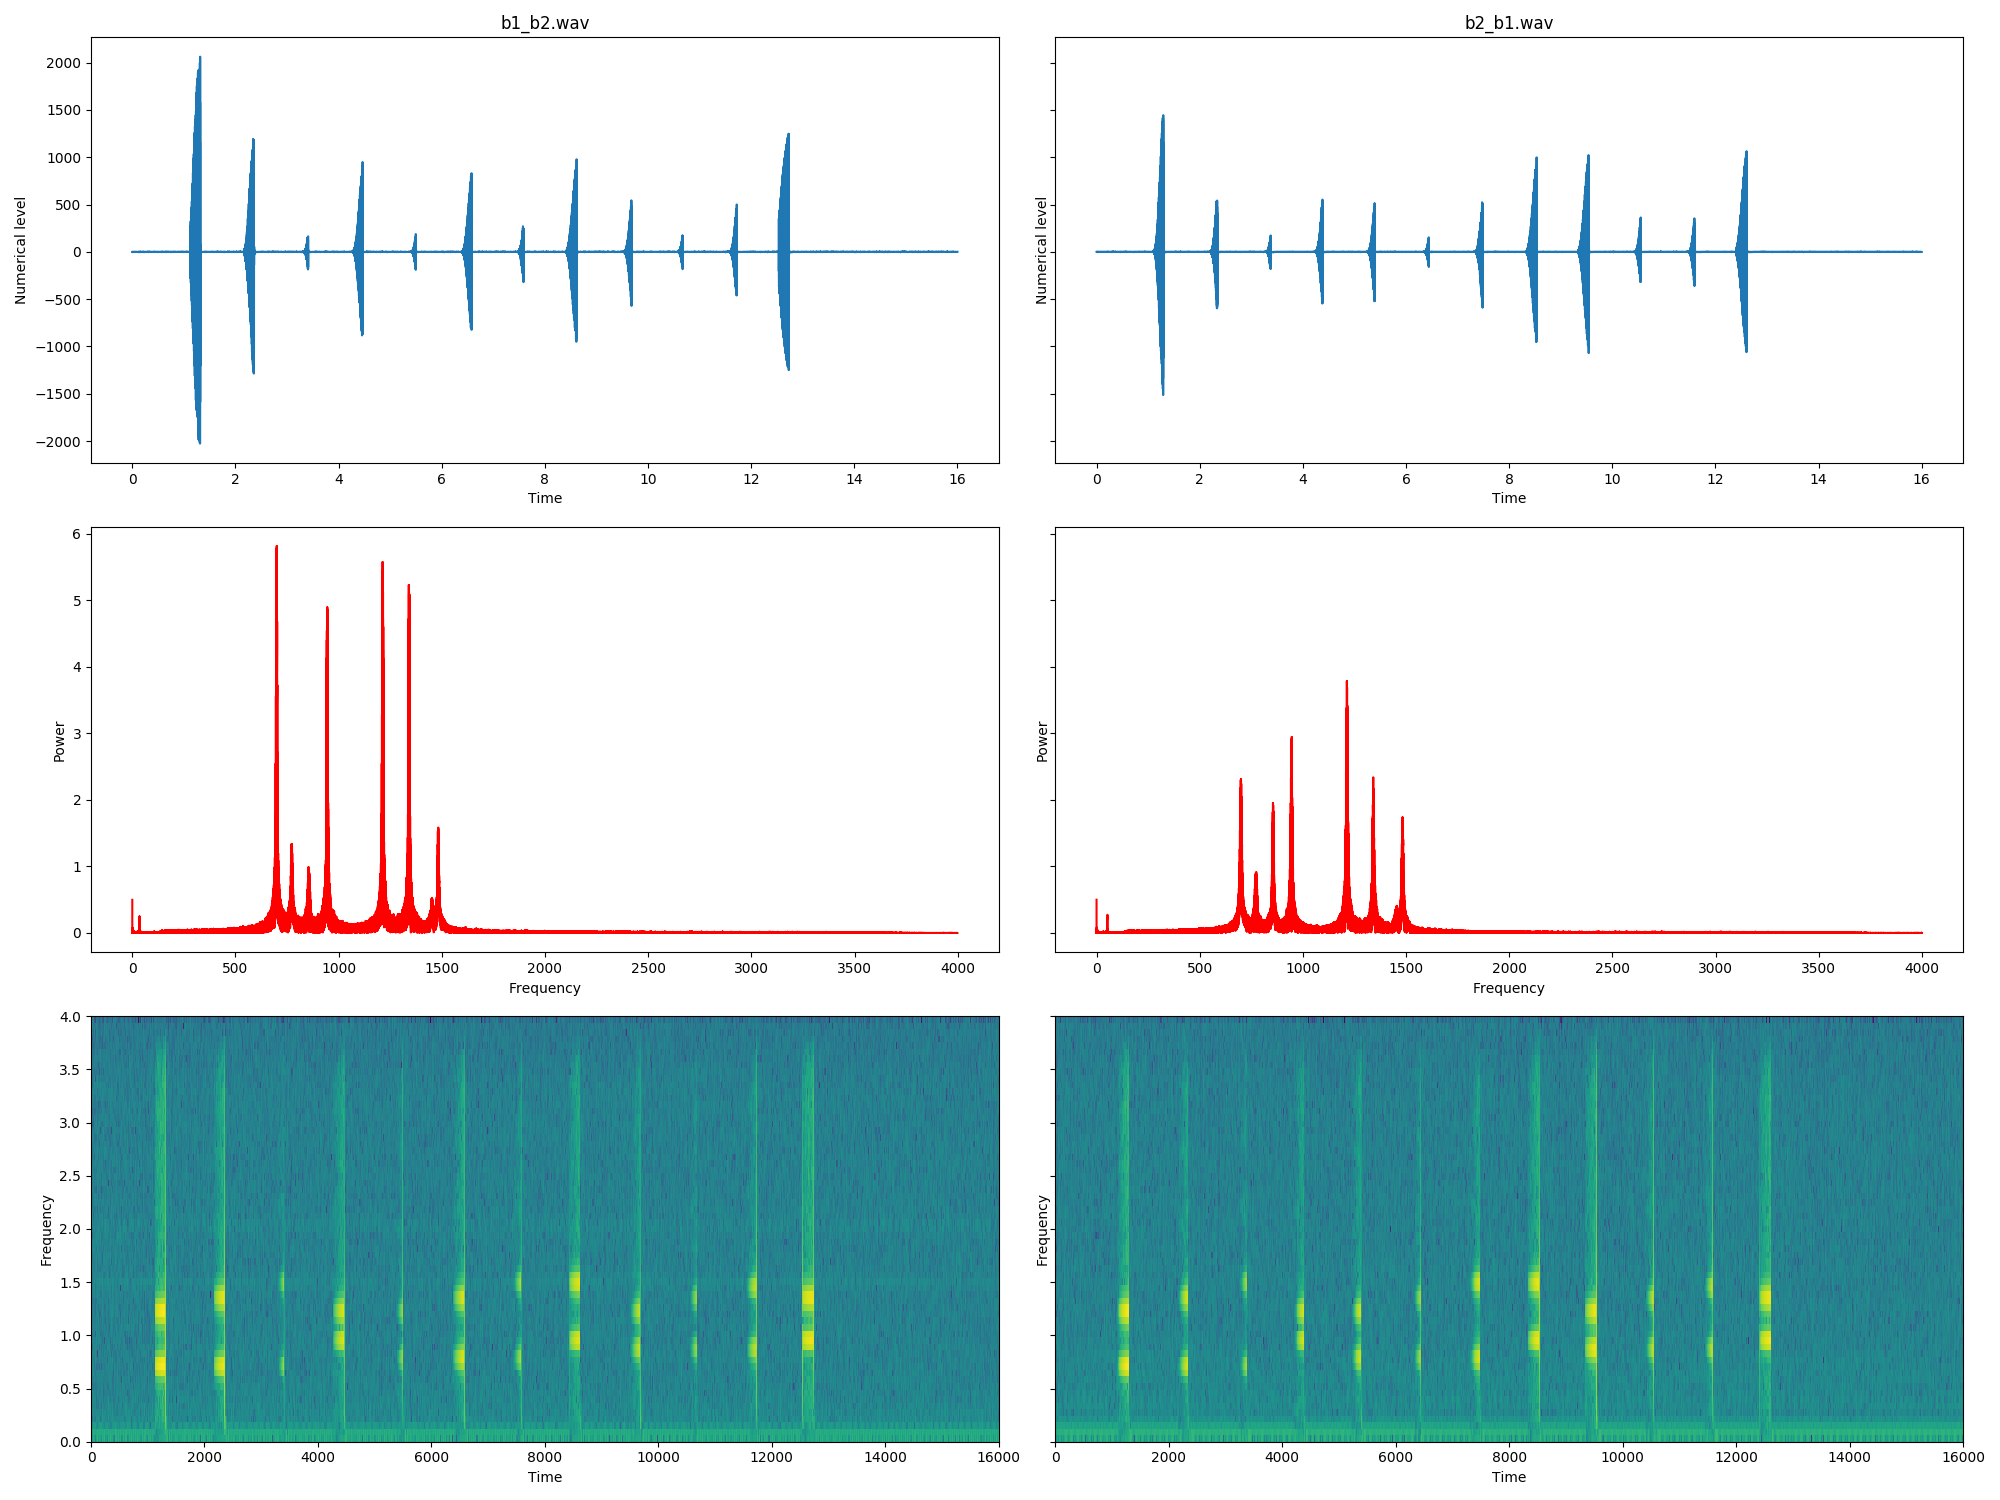 b1_b2.wav
b2_b1.wav
2000
1500
1000
500
0
−500
−1000
−1500
−2000
Numerical level
Numerical level
0 2 4 6 8 10 12 14 16
0 2 4 6 8 10 12 14 16
Time
Time
6
5
4
3
2
1
0
Power
Power
0 500 1000 1500 2000 2500 3000 3500 4000
0 500 1000 1500 2000 2500 3000 3500 4000
Frequency
Frequency
4.0
3.5
3.0
2.5
2.0
1.5
1.0
0.5
0.0
Frequency
Frequency
0 2000 4000 6000 8000 10000 12000 14000 16000
0 2000 4000 6000 8000 10000 12000 14000 16000
Time
Time